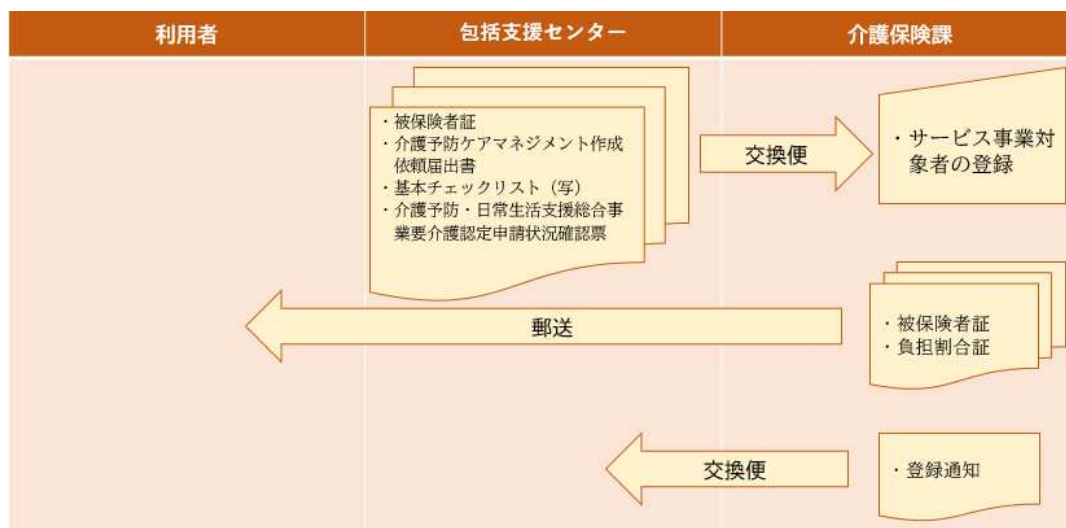 利用者
包括支援センター
介護保険課
・被保険者証
・介護予防ケアマネジメント作成
依頼届出書
・基本チェックリスト（写）
・介護予防・日常生活支援総合事
業要介護認定申請状況確認票
交換便
・サービス事業対
象者の登録
郵送
・被保険者証
・負担割合証
交換便
・登録通知